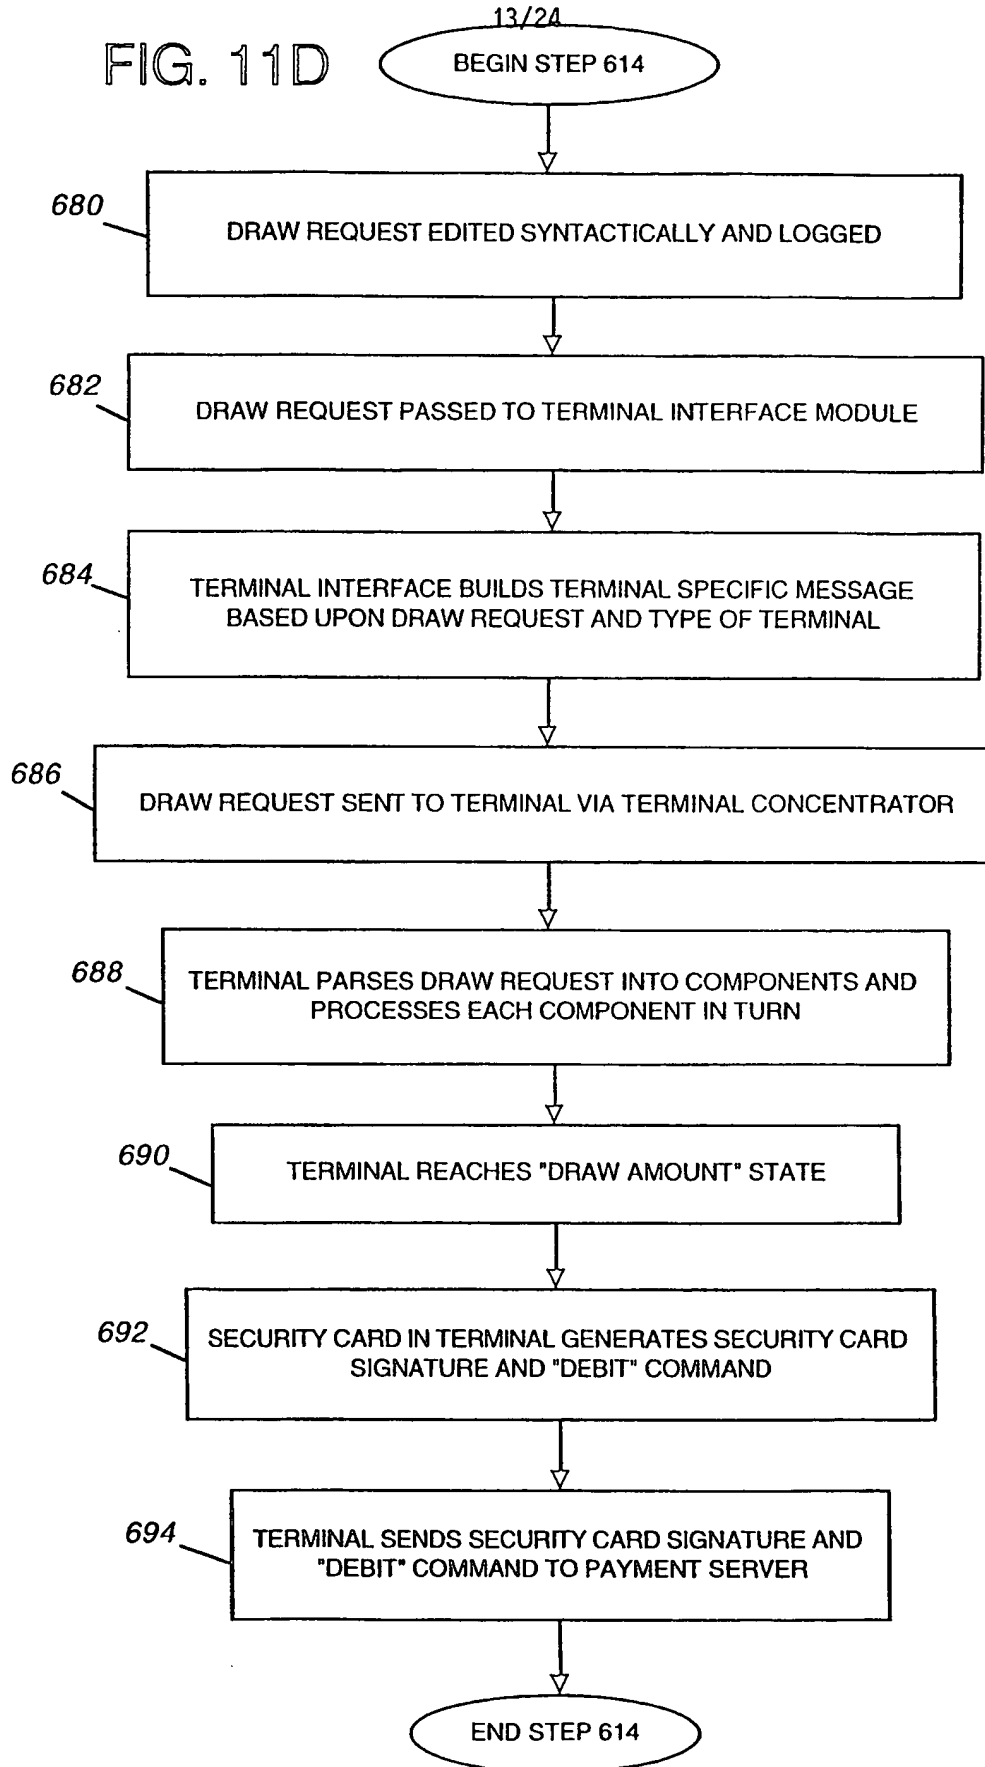 13/24
FIG. 11D
BEGIN STEP 614
680
DRAW REQUEST EDITED SYNTACTICALLY AND LOGGED
682
DRAW REQUEST PASSED TO TERMINAL INTERFACE MODULE
684
TERMINAL INTERFACE BUILDS TERMINAL SPECIFIC MESSAGE
BASED UPON DRAW REQUEST AND TYPE OF TERMINAL
686
DRAW REQUEST SENT TO TERMINAL VIA TERMINAL CONCENTRATOR
688
TERMINAL PARSES DRAW REQUEST INTO COMPONENTS AND
PROCESSES EACH COMPONENT IN TURN
690
TERMINAL REACHES "DRAW AMOUNT" STATE
692
SECURITY CARD IN TERMINAL GENERATES SECURITY CARD
SIGNATURE AND "DEBIT" COMMAND
694
TERMINAL SENDS SECURITY CARD SIGNATURE AND
"DEBIT" COMMAND TO PAYMENT SERVER
END STEP 614